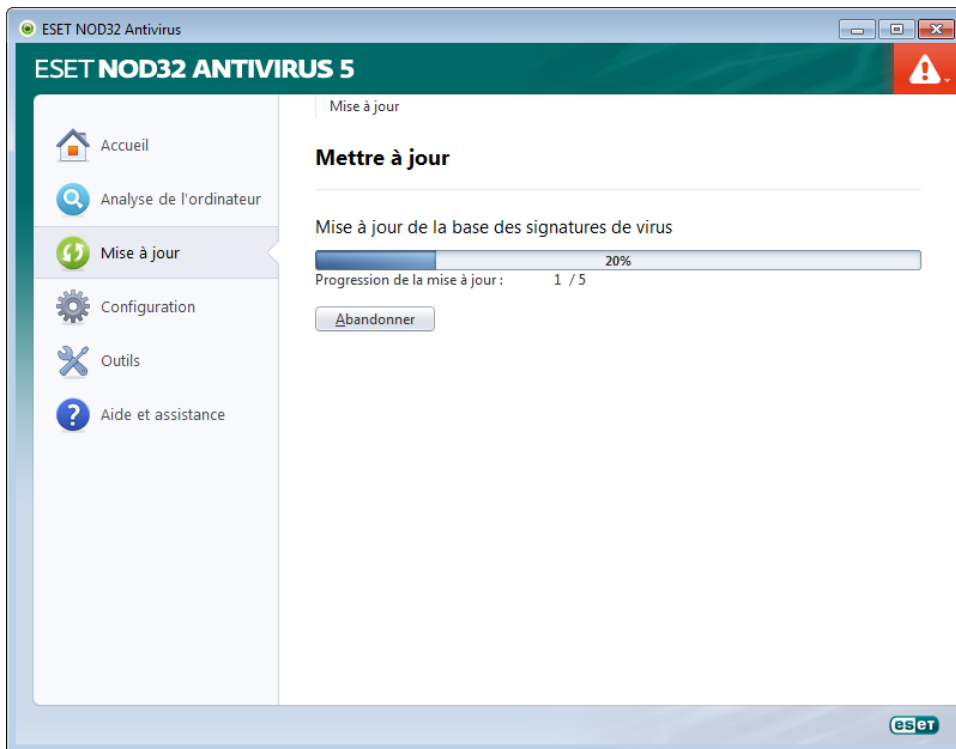 ESET NOD32 Antivirus
ESET NOD32 ANTIVIRUS 5
Mise à jour
Accueil
Analyse de l'ordinateur
Mise à jour
Configuration
Outils
Aide et assistance
Mettre à jour
Mise à jour de la base des signatures de virus
20%
Progression de la mise à jour : 1 / 5
Abandonner
eseT